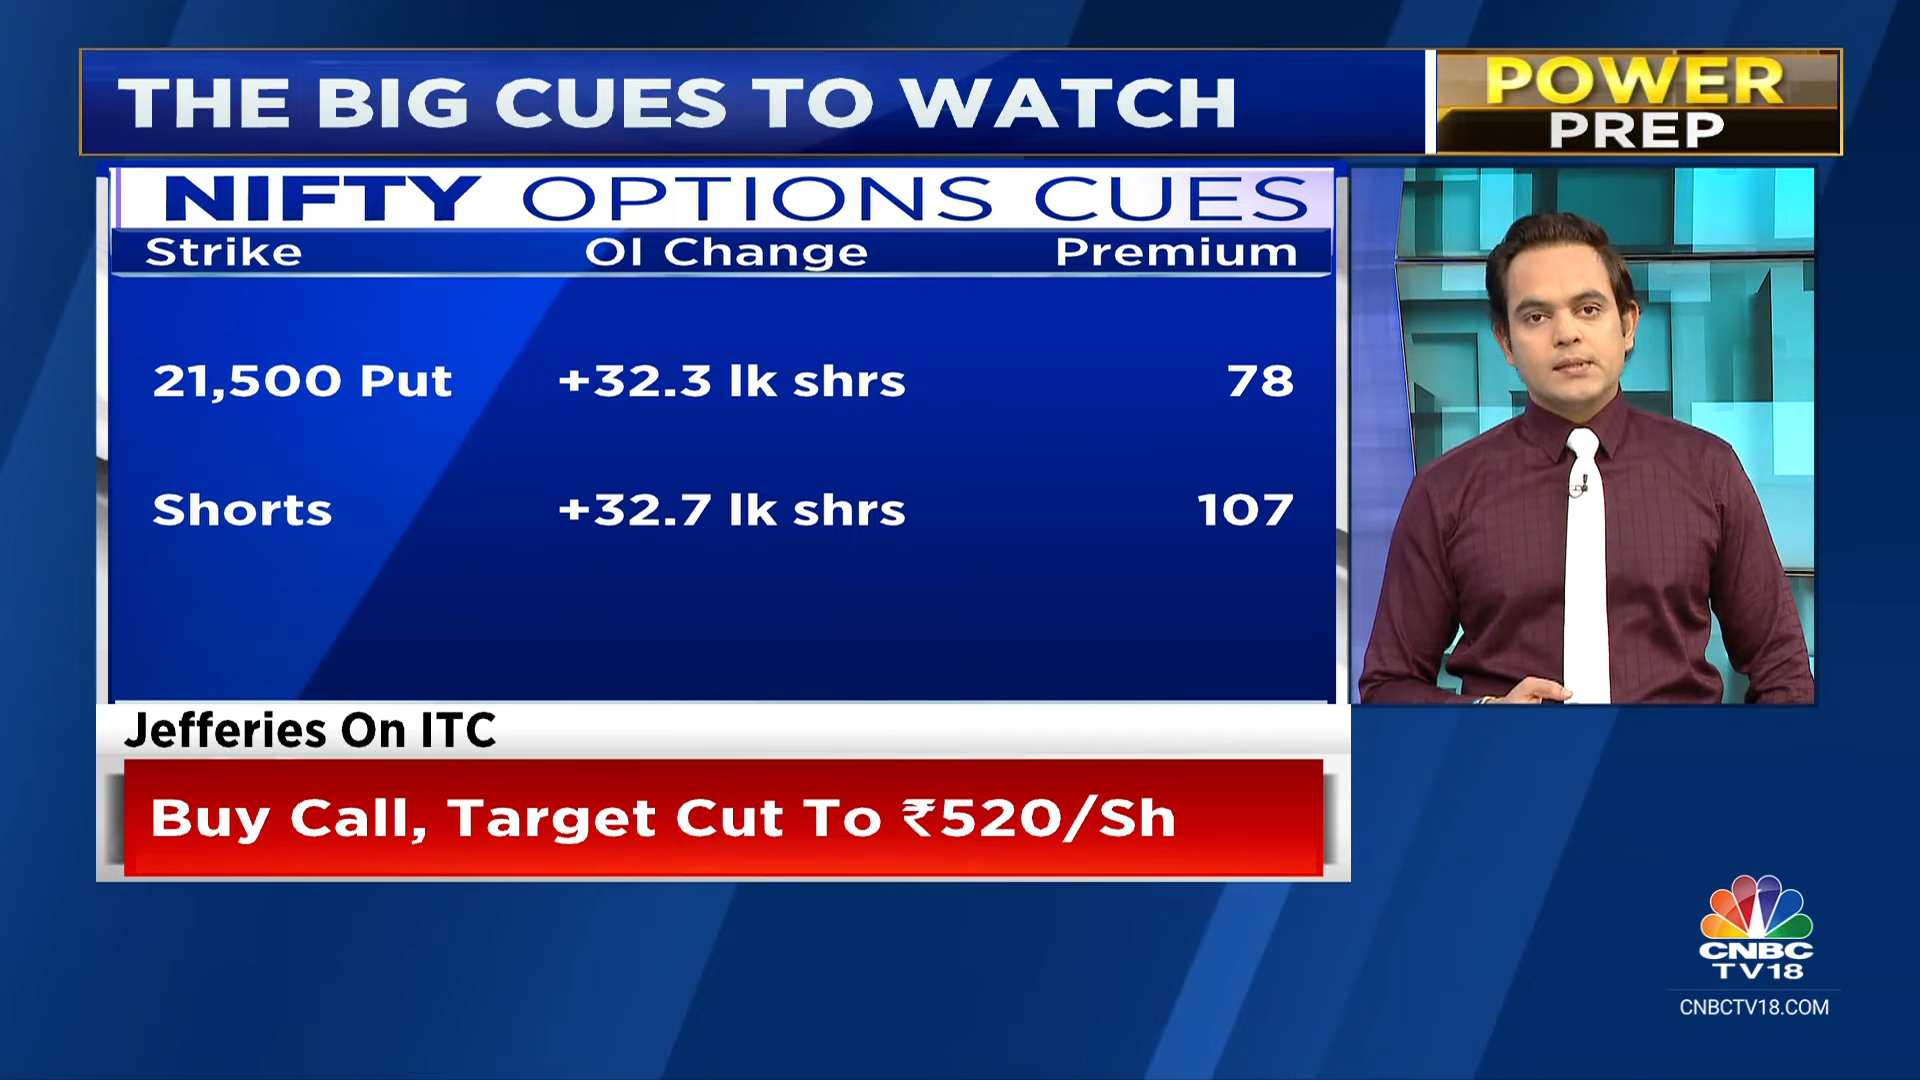 THE BIG CUES TO WATCH
POWER
PREP
NIFTY OPTIONS CUES
Strike OI Change Premium
21,500 Put +32.3 lk shrs 78
Shorts +32.7 lk shrs 107
Jefferies On ITC
Buy Call, Target Cut To ₹520/Sh
CNBC
TV18
CNBCTV18.COM